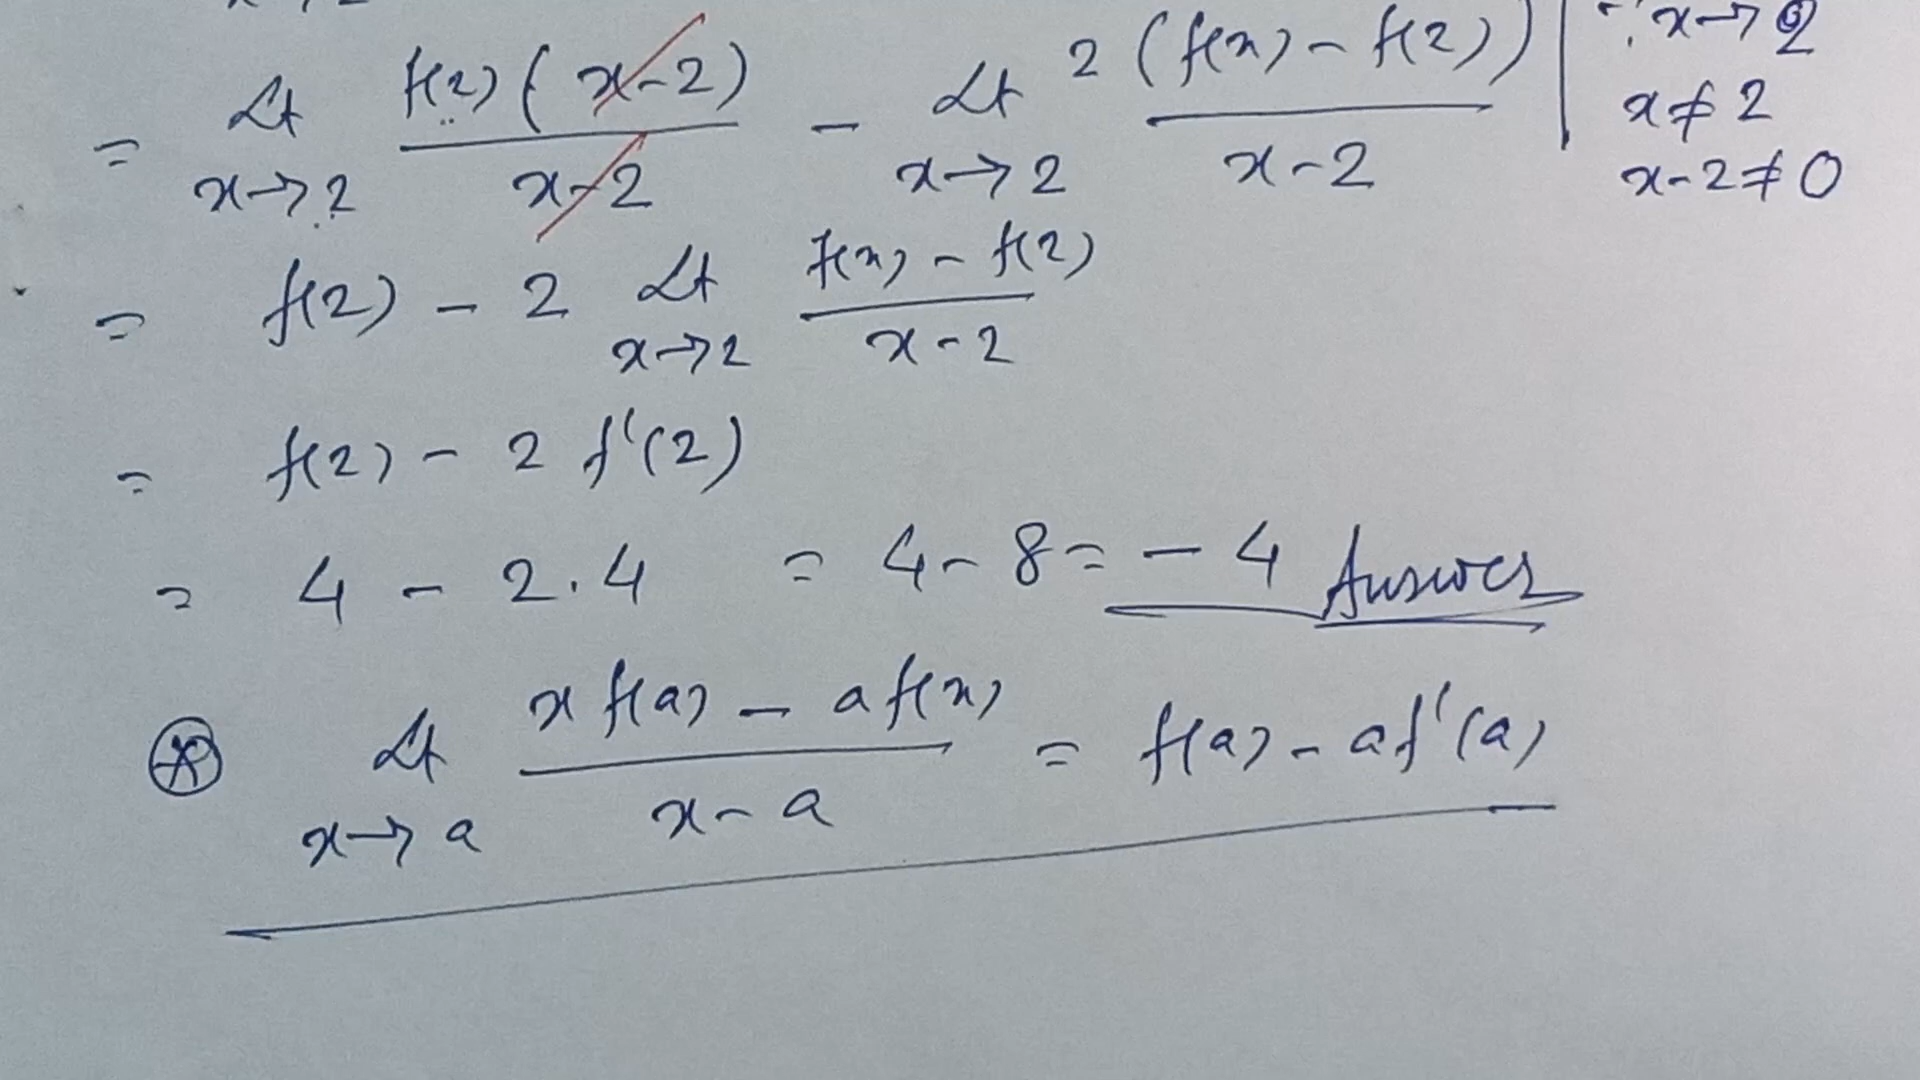 = Lt x→2 f(2)(x-2) / x-2 - Lt x→2 2(f(x) - f(2)) / x-2 | ∵ x→2
x≠2
x-2≠0
= f(2) - 2 Lt x→2 f(x) - f(2) / x-2
= f(2) - 2 f'(2)
= 4 - 2.4 = 4-8 = -4 Answer
⊛ Lt x→a x f(a) - a f(x) / x-a = f(a) - a f'(a)